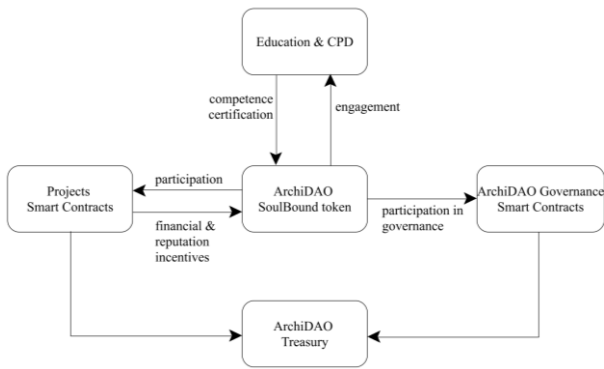 Education & CPD
competence
certification
engagement
Projects
Smart Contracts
participation
financial &
reputation
incentives
ArchiDAO
SoulBound token
participation in
governance
ArchiDAO Governance
Smart Contracts
ArchiDAO
Treasury